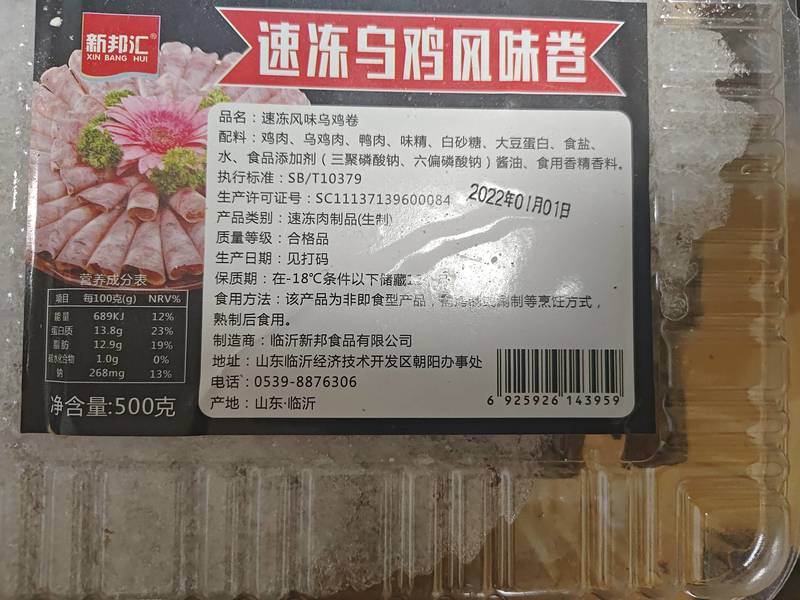 新邦汇
XIN BANG HUI
速冻乌鸡风味卷
品名：速冻风味乌鸡卷
配料：鸡肉、乌鸡肉、鸭肉、味精、白砂糖、大豆蛋白、食盐、
水、食品添加剂（三聚磷酸钠、六偏磷酸钠）酱油、食用香精香料。
执行标准：SB/T10379
生产许可证号：SC11137139600084
2022年01月01日
产品类别：速冻肉制品(生制)
质量等级：合格品
生产日期：见打码
保质期：在-18℃条件以下储藏
食用方法：该产品为非即食型产品，制等烹饪方式，
熟制后食用。
制造商：临沂新邦食品有限公司
地址：山东临沂经济技术开发区朝阳办事处
电话：0539-8876306
产地：山东·临沂
6 925926 143959
营养成分表
项目 每100克(g) NRV%
能量 689KJ 12%
蛋白质 13.8g 23%
脂肪 12.9g 19%
碳水化合物 1.0g 0%
钠 268mg 13%
净含量:500克